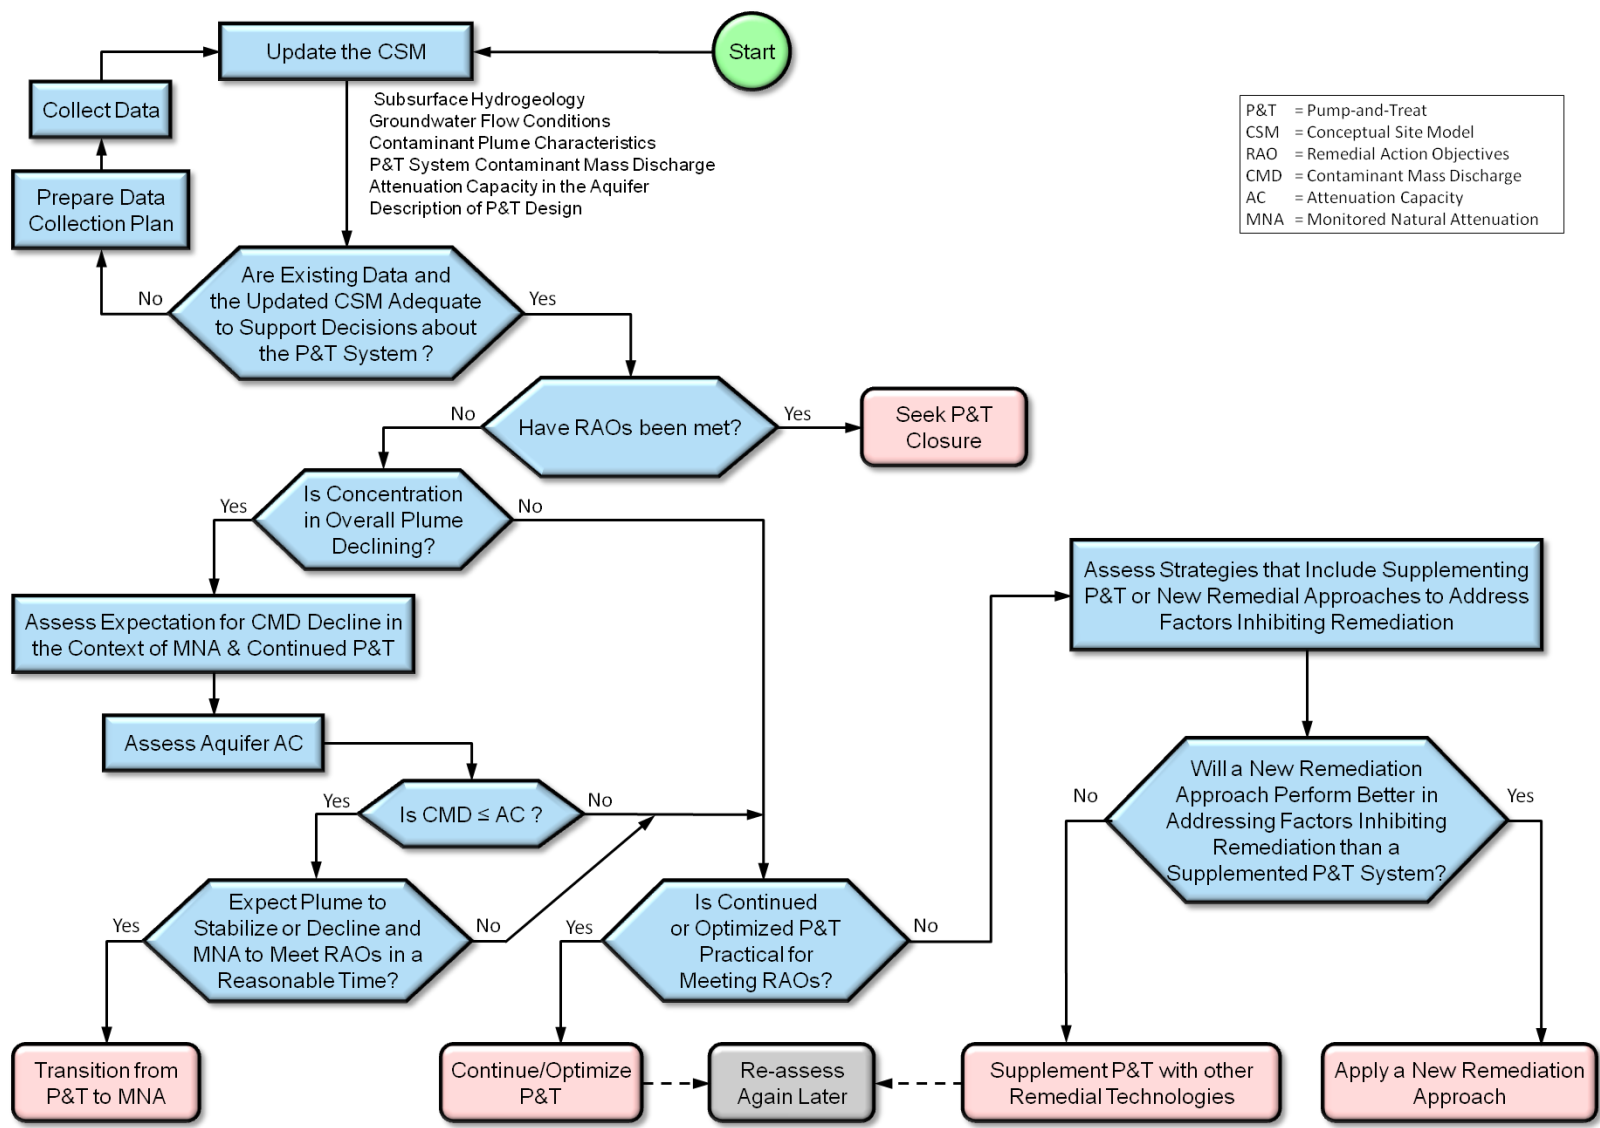 Update the CSM
Start
Collect Data
Subsurface Hydrogeology
Groundwater Flow Conditions
Contaminant Plume Characteristics
P&T System Contaminant Mass Discharge
Attenuation Capacity in the Aquifer
Description of P&T Design
P&T = Pump-and-Treat
CSM = Conceptual Site Model
RAO = Remedial Action Objectives
CMD = Contaminant Mass Discharge
AC = Attenuation Capacity
MNA = Monitored Natural Attenuation
Prepare Data
Collection Plan
No
Are Existing Data and
the Updated CSM Adequate
to Support Decisions about
the P&T System ?
Yes
No
Have RAOs been met?
Yes
Seek P&T
Closure
Yes
Is Concentration
in Overall Plume
Declining?
No
Assess Expectation for CMD Decline in
the Context of MNA & Continued P&T
Assess Strategies that Include Supplementing
P&T or New Remedial Approaches to Address
Factors Inhibiting Remediation
Assess Aquifer AC
Yes
Is CMD ≤ AC ?
No
No
Will a New Remediation
Approach Perform Better in
Addressing Factors Inhibiting
Remediation than a
Supplemented P&T System?
Yes
Yes
Expect Plume to
Stabilize or Decline and
MNA to Meet RAOs in a
Reasonable Time?
No
Yes
Is Continued
or Optimized P&T
Practical for
Meeting RAOs?
No
Transition from
P&T to MNA
Continue/Optimize
P&T
Re-assess
Again Later
Supplement P&T with other
Remedial Technologies
Apply a New Remediation
Approach